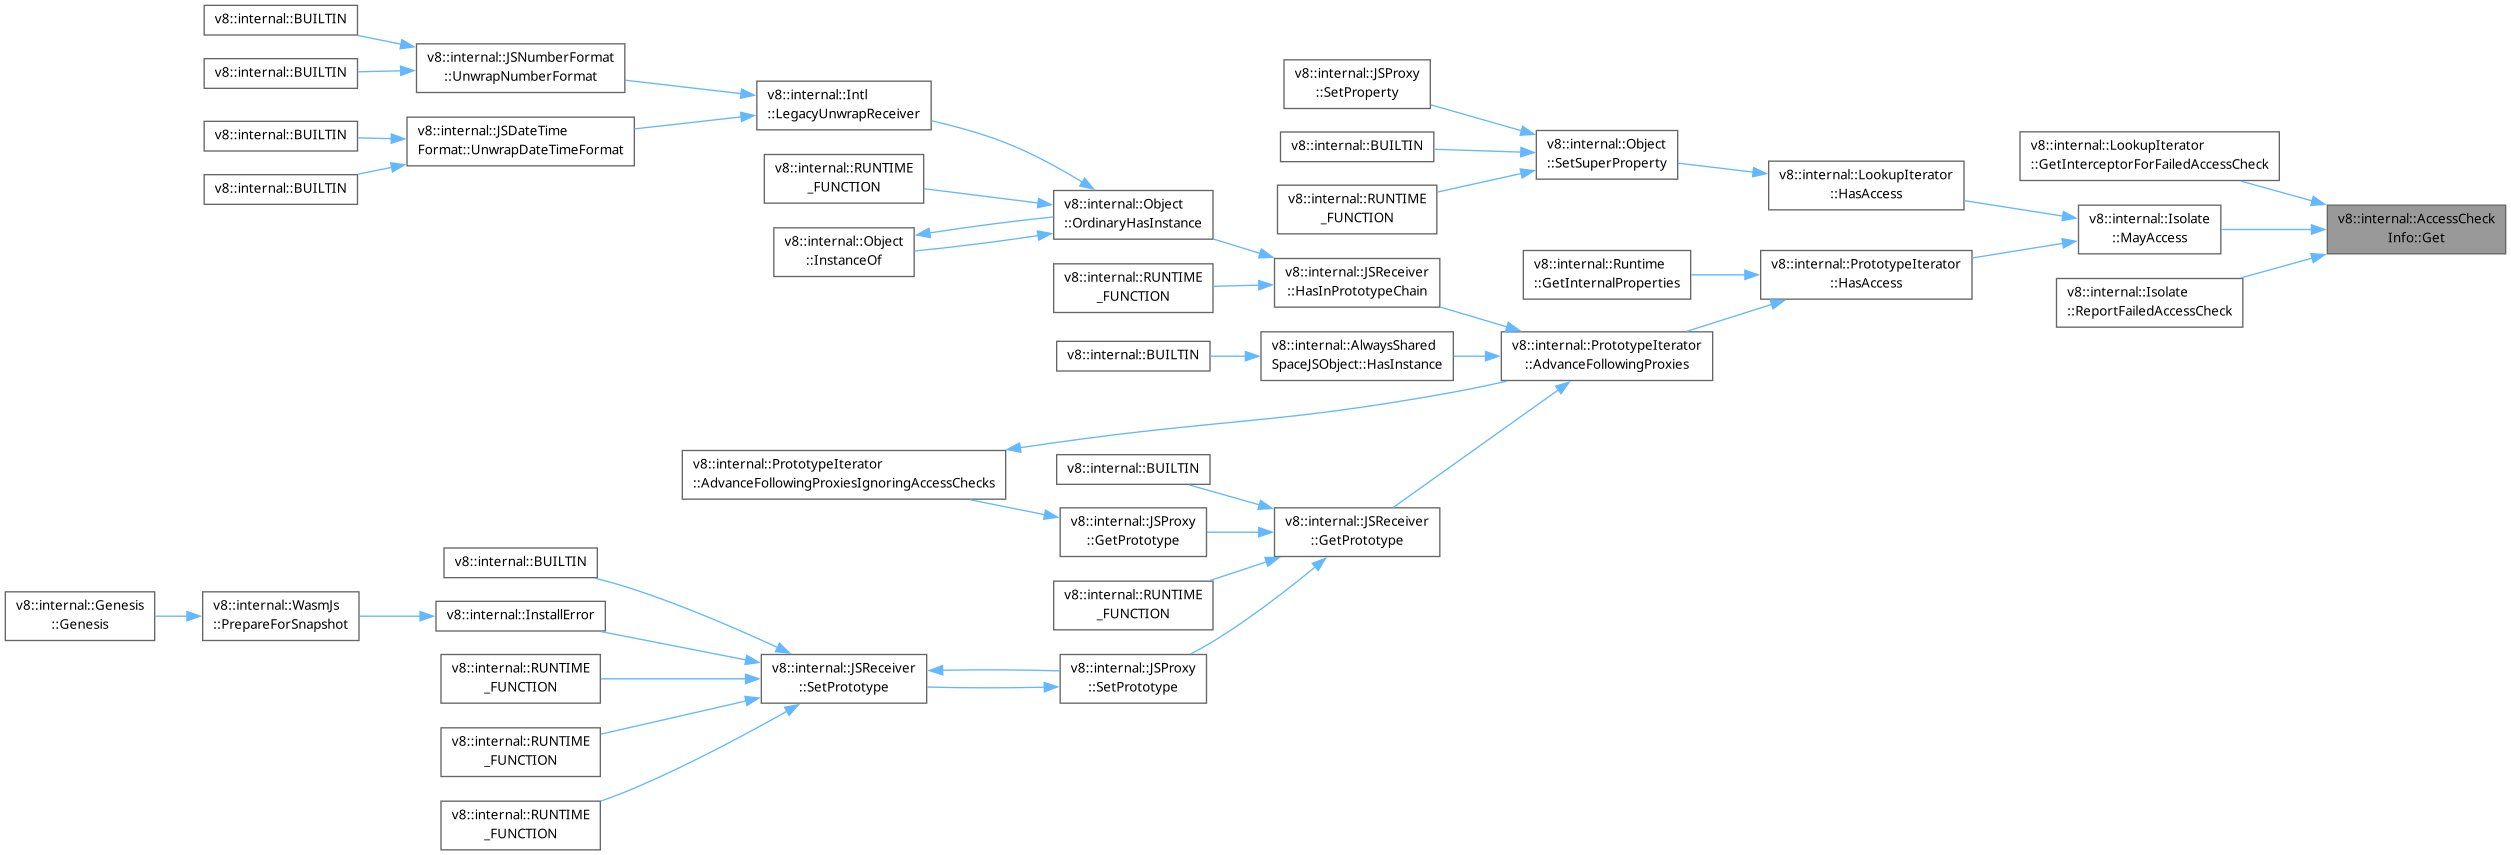 v8::internal::BUILTIN
v8::internal::BUILTIN
v8::internal::BUILTIN
v8::internal::BUILTIN
v8::internal::JSNumberFormat
::UnwrapNumberFormat
v8::internal::JSDateTime
Format::UnwrapDateTimeFormat
v8::internal::Intl
::LegacyUnwrapReceiver
v8::internal::RUNTIME
_FUNCTION
v8::internal::Object
::InstanceOf
v8::internal::Object
::OrdinaryHasInstance
v8::internal::RUNTIME
_FUNCTION
v8::internal::BUILTIN
v8::internal::JSProxy
::SetProperty
v8::internal::BUILTIN
v8::internal::RUNTIME
_FUNCTION
v8::internal::JSReceiver
::HasInPrototypeChain
v8::internal::AlwaysShared
SpaceJSObject::HasInstance
v8::internal::Object
::SetSuperProperty
v8::internal::Runtime
::GetInternalProperties
v8::internal::PrototypeIterator
::AdvanceFollowingProxies
v8::internal::LookupIterator
::HasAccess
v8::internal::PrototypeIterator
::HasAccess
v8::internal::LookupIterator
::GetInterceptorForFailedAccessCheck
v8::internal::Isolate
::MayAccess
v8::internal::Isolate
::ReportFailedAccessCheck
v8::internal::AccessCheck
Info::Get
v8::internal::PrototypeIterator
::AdvanceFollowingProxiesIgnoringAccessChecks
v8::internal::BUILTIN
v8::internal::JSProxy
::GetPrototype
v8::internal::RUNTIME
_FUNCTION
v8::internal::JSProxy
::SetPrototype
v8::internal::JSReceiver
::GetPrototype
v8::internal::Genesis
::Genesis
v8::internal::WasmJs
::PrepareForSnapshot
v8::internal::BUILTIN
v8::internal::InstallError
v8::internal::RUNTIME
_FUNCTION
v8::internal::RUNTIME
_FUNCTION
v8::internal::RUNTIME
_FUNCTION
v8::internal::JSReceiver
::SetPrototype